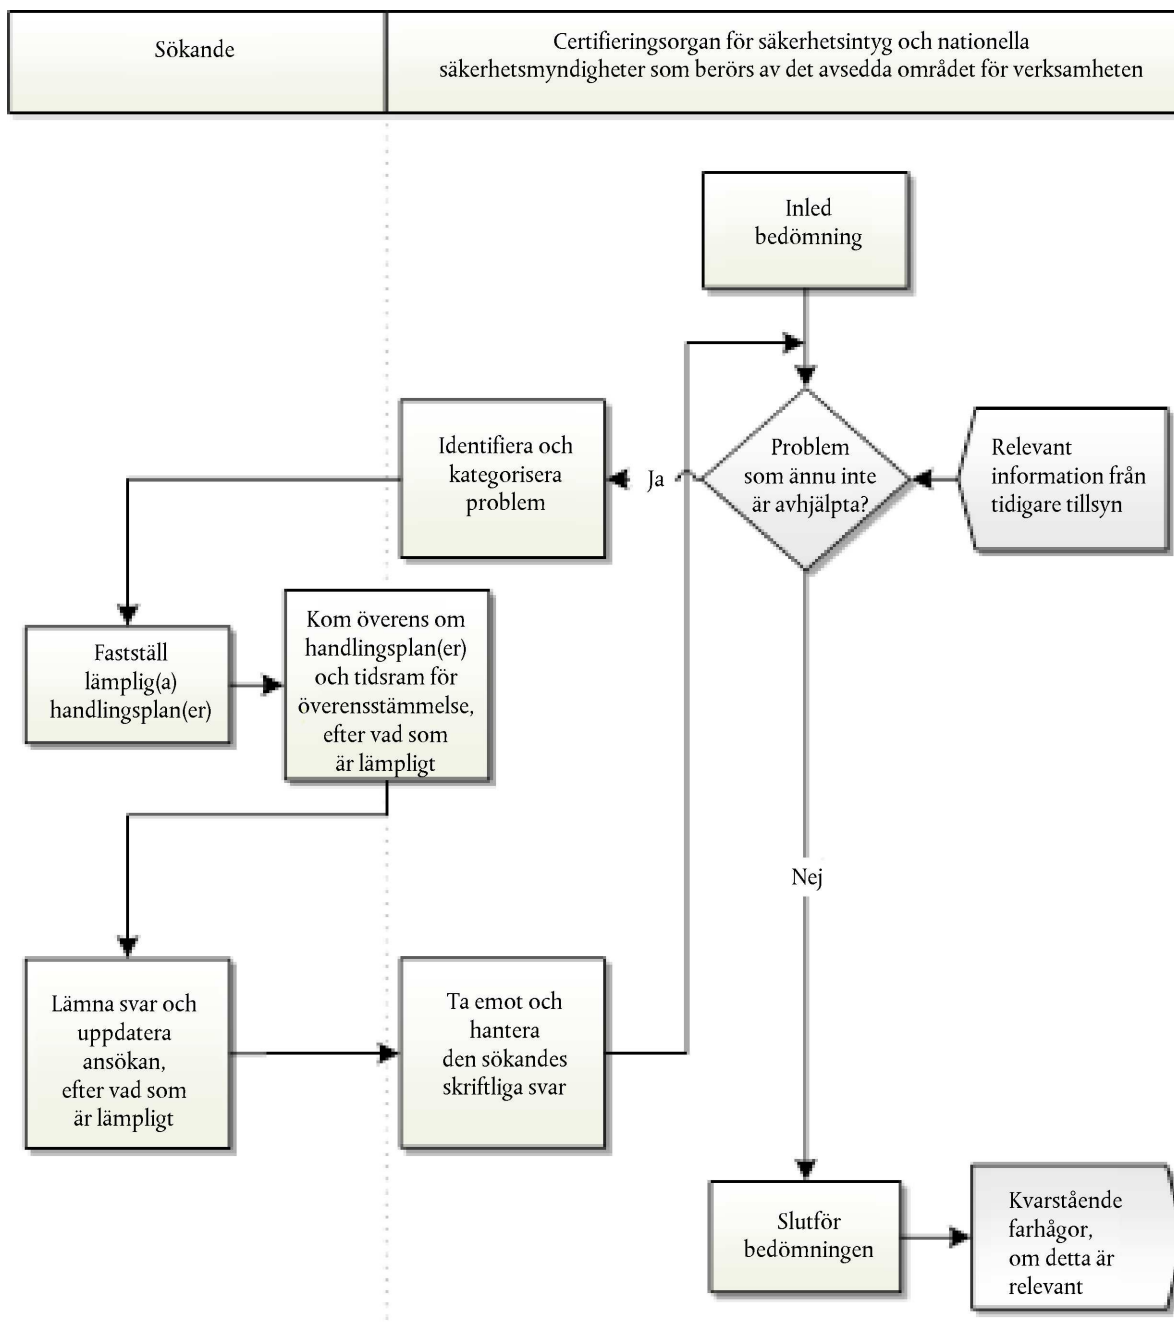 Sökande
Certifieringsorgan för säkerhetsintyg och nationella
säkerhetsmyndigheter som berörs av det avsedda området för verksamheten
Inled
bedömning
Problem
som ännu inte
är avhjälpta?
Relevant
information från
tidigare tillsyn
Ja
Identifiera och
kategorisera
problem
Fastställ
lämplig(a)
handlingsplan(er)
Kom överens om
handlingsplan(er)
och tidsram för
överensstämmelse,
efter vad som
är lämpligt
Nej
Lämna svar och
uppdatera
ansökan,
efter vad som
är lämpligt
Ta emot och
hantera
den sökandes
skriftliga svar
Slutför
bedömningen
Kvarstående
farhågor,
om detta är
relevant